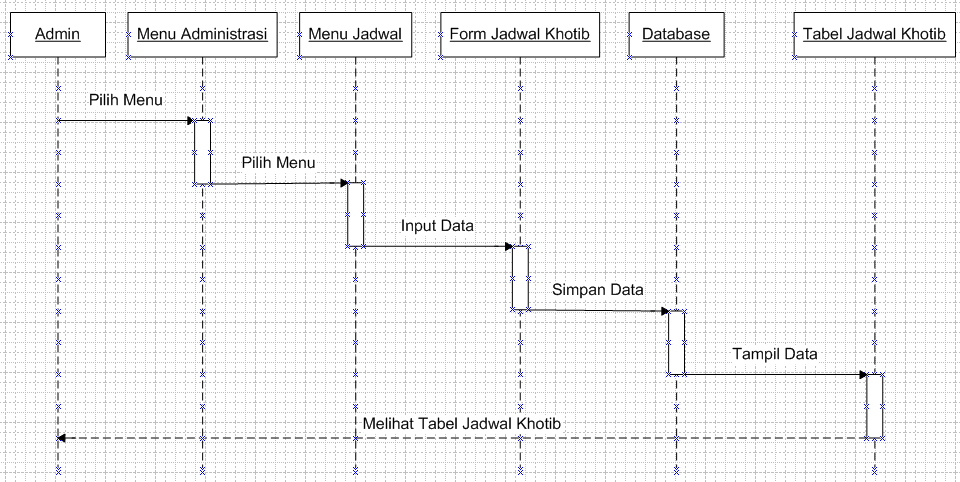 Admin
Menu Administrasi
Menu Jadwal
Form Jadwal Khotib
Database
Tabel Jadwal Khotib
Pilih Menu
Pilih Menu
Input Data
Simpan Data
Tampil Data
Melihat Tabel Jadwal Khotib